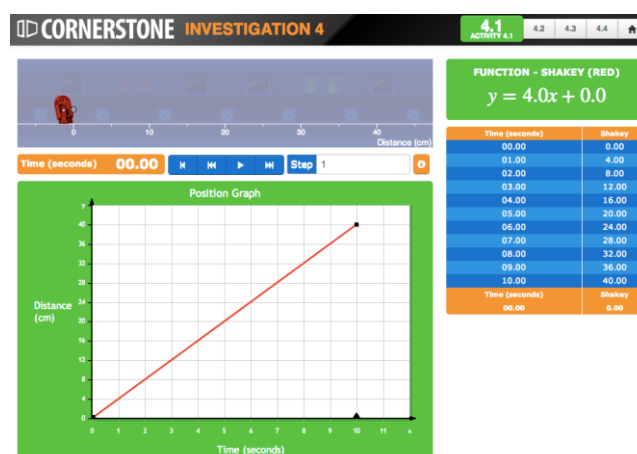 CORNERSTONE INVESTIGATION 4
4.1
ACTIVITY 4.1
4.2
4.3
4.4
0
10
20
30
40
Distance (cm)
Time (seconds) 00.00
Step 1
Position Graph
y
40
36
32
28
24
20
16
12
8
4
0
Distance
(cm)
0 1 2 3 4 5 6 7 8 9 10 11 x
Time (seconds)
FUNCTION - SHAKEY (RED)
y = 4.0x + 0.0
Time (seconds) Shakey
00.00 0.00
01.00 4.00
02.00 8.00
03.00 12.00
04.00 16.00
05.00 20.00
06.00 24.00
07.00 28.00
08.00 32.00
09.00 36.00
10.00 40.00
Time (seconds) Shakey
00.00 0.00